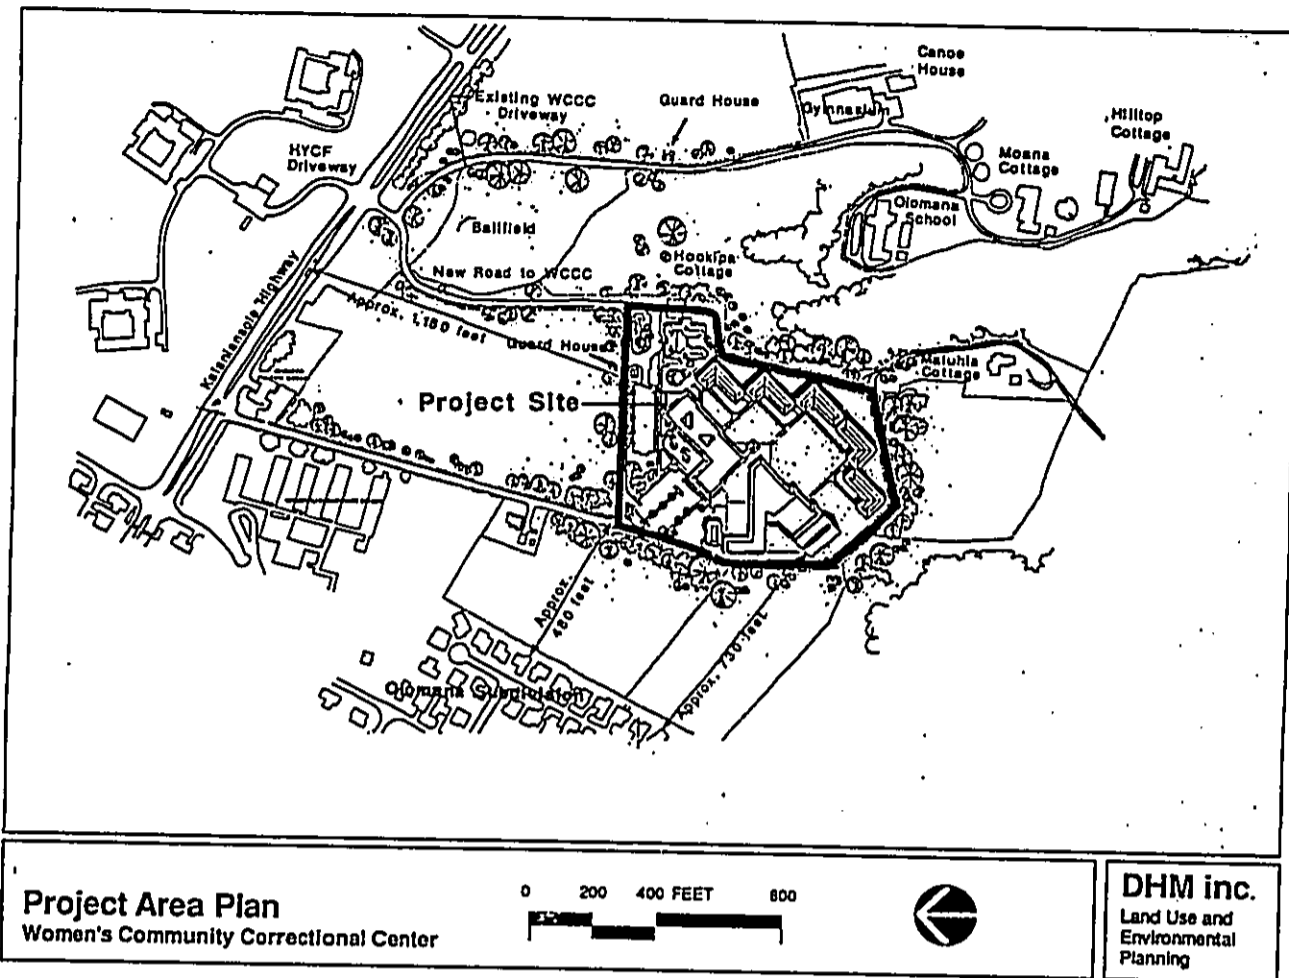 Canoe
House
Existing WCCC
Driveway
Guard House
Gymnasium
Hilltop
Cottage
HYCF
Driveway
Moana
Cottage
Olomana
School
Ballfield
Hookipa
Cottage
New Road to WCCC
Kalanianaole Highway
Approx. 1,150 feet
Guard House
Maluhia
Cottage
Project Site
Approx.
480 feet
Approx. 730 feet
Olomana Subdivision
Project Area Plan
Women's Community Correctional Center
0 200 400 FEET 800
DHM inc.
Land Use and
Environmental
Planning